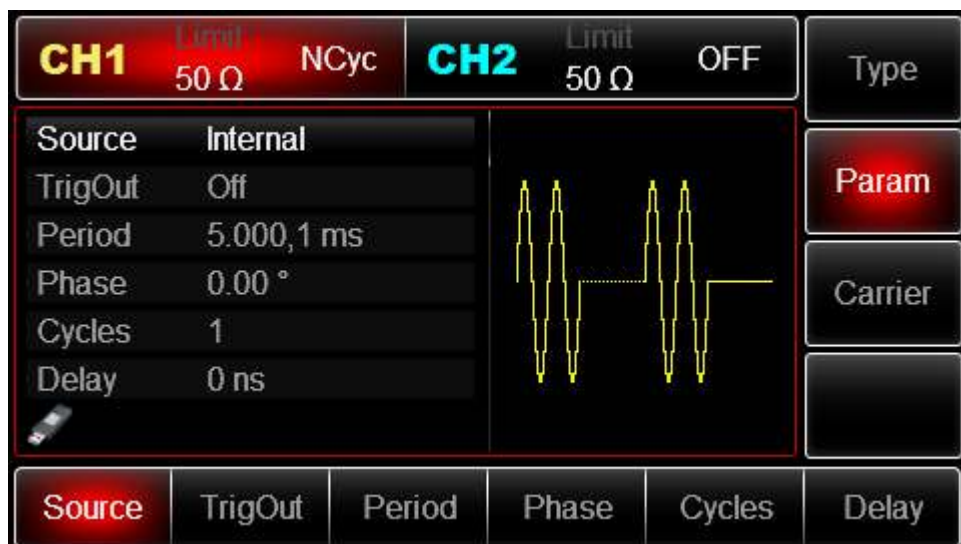 CH1 Limit 50 Ω NCyc CH2 Limit 50 Ω OFF
Type
Source Internal
TrigOut Off
Period 5.000,1 ms
Phase 0.00 °
Cycles 1
Delay 0 ns
Param
Carrier
Source TrigOut Period Phase Cycles Delay